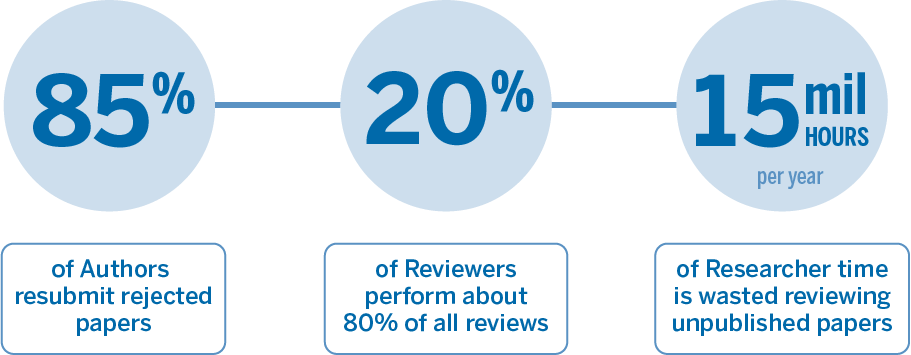 85%
of Authors
resubmit rejected
papers
20%
of Reviewers
perform about
80% of all reviews
15 mil
HOURS
per year
of Researcher time
is wasted reviewing
unpublished papers